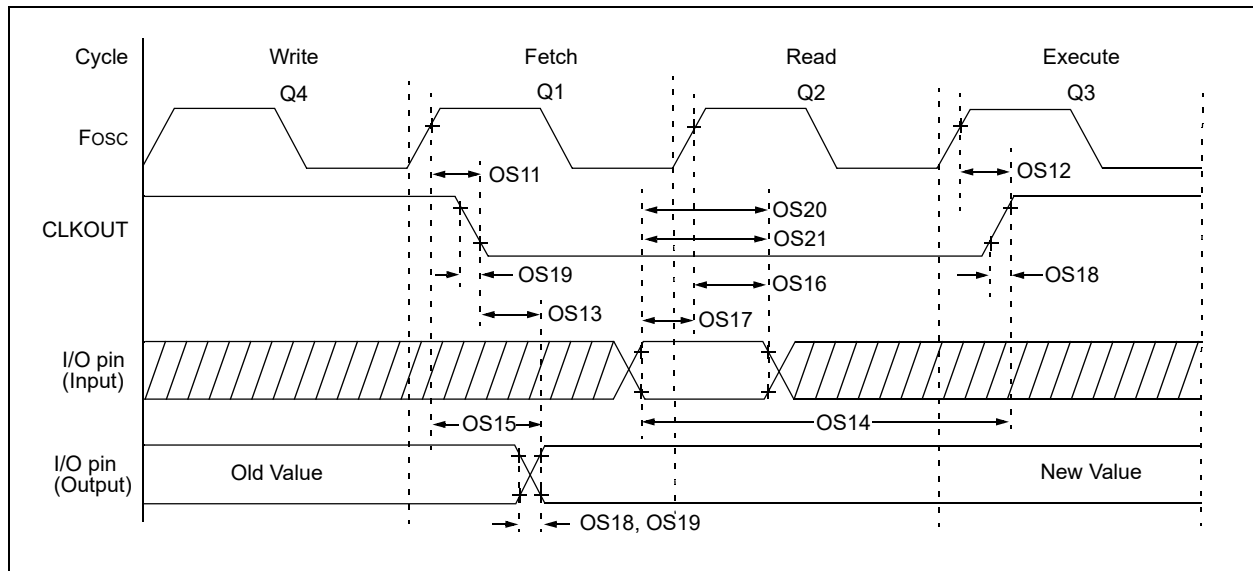 Cycle Write Fetch Read Execute
Q4 Q1 Q2 Q3
Fosc
OS11 OS12
OS20
CLKOUT
OS21
OS19 OS16 OS18
OS13 OS17
I/O pin
(Input)
OS15 OS14
I/O pin
(Output)
Old Value New Value
OS18, OS19